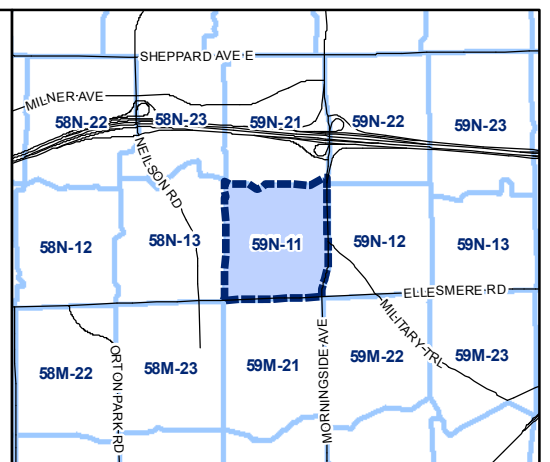 SHEPPARD AVE E
MILNER AVE
58N-22
58N-23
59N-21
59N-22
59N-23
NEILSON RD
58N-12
58N-13
59N-11
59N-12
59N-13
ELLESMERE RD
MILITARY TRL
ORTON PARK RD
58M-22
58M-23
59M-21
MORNINGSIDE AVE
59M-22
59M-23